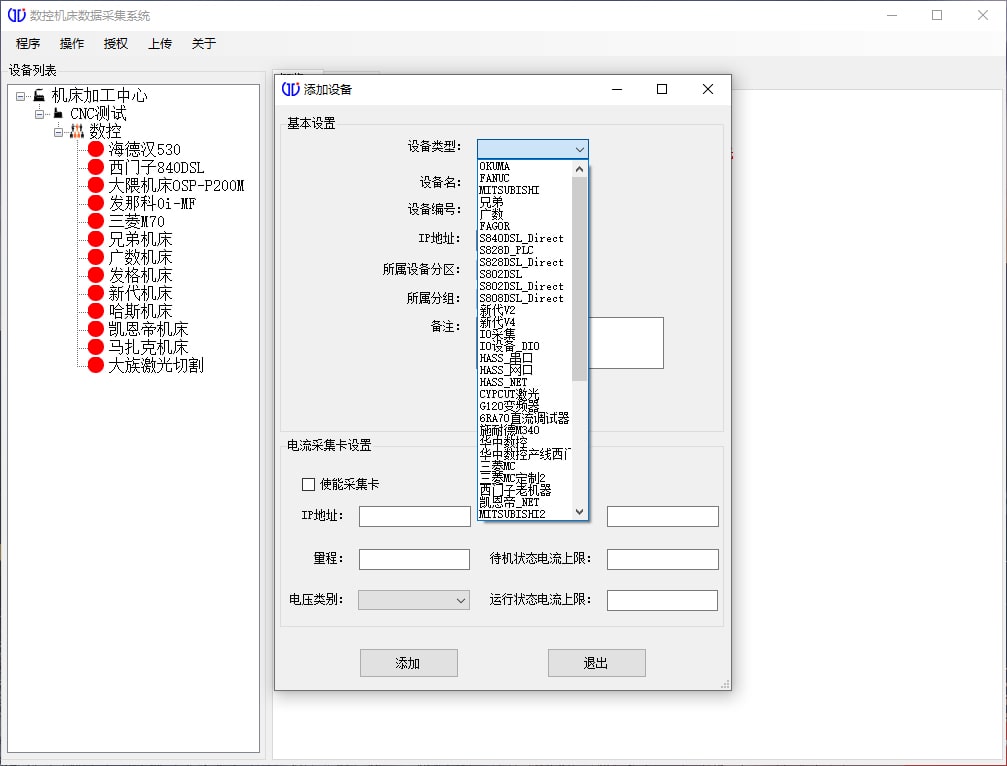 数控机床数据采集系统
程序 操作 授权 上传 关于
设备列表
机床加工中心
CNC测试
数控
海德汉530
西门子840DSL
大隈机床OSP-P200M
发那科0i-MF
三菱M70
兄弟机床
广数机床
发格机床
新代机床
哈斯机床
凯恩帝机床
马扎克机床
大族激光切割
添加设备
基本设置
设备类型:
设备名:
设备编号:
IP地址:
所属设备分区:
所属分组:
备注:
OKUMA
FANUC
MITSUBISHI
兄弟
广数
FAGOR
S840DSL_Direct
S828D_PLC
S828DSL_Direct
S802DSL
S802DSL_Direct
S808DSL_Direct
新代V2
新代V4
IO采集
IO设备_DIO
HASS_串口
HASS_网口
HASS_NET
CYPCUT激光
G120变频器
6RA70直流调试器
施耐德M340
华中数控
华中数控产线西门
三菱MC
三菱MC定制2
西门子老机器
凯恩帝_NET
MITSUBISHI2
电流采集卡设置
使能采集卡
IP地址:
量程: 待机状态电流上限:
电压类别: 运行状态电流上限:
添加 退出